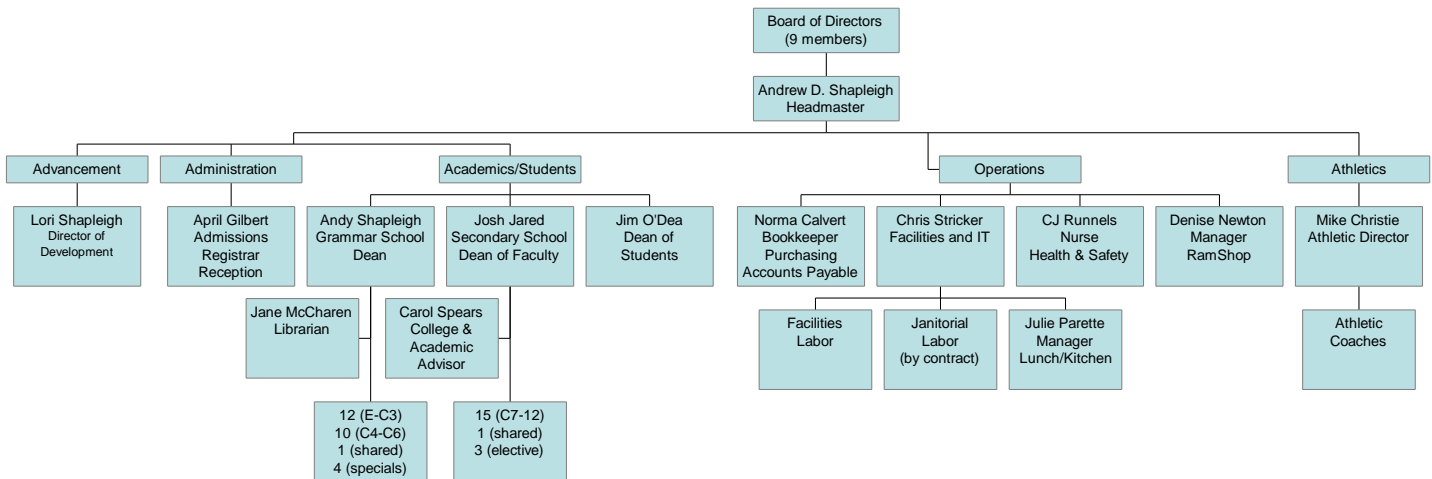 Board of Directors
(9 members)
Andrew D. Shapleigh
Headmaster
Advancement
Administration
Academics/Students
Operations
Athletics
Lori Shapleigh
Director of
Development
April Gilbert
Admissions
Registrar
Reception
Andy Shapleigh
Grammar School
Dean
Josh Jared
Secondary School
Dean of Faculty
Jim O'Dea
Dean of
Students
Norma Calvert
Bookkeeper
Purchasing
Accounts Payable
Chris Stricker
Facilities and IT
CJ Runnels
Nurse
Health & Safety
Denise Newton
Manager
RamShop
Mike Christie
Athletic Director
Jane McCharen
Librarian
Carol Spears
College &
Academic
Advisor
Facilities
Labor
Janitorial
Labor
(by contract)
Julie Parette
Manager
Lunch/Kitchen
Athletic
Coaches
12 (E-C3)
10 (C4-C6)
1 (shared)
4 (specials)
15 (C7-12)
1 (shared)
3 (elective)